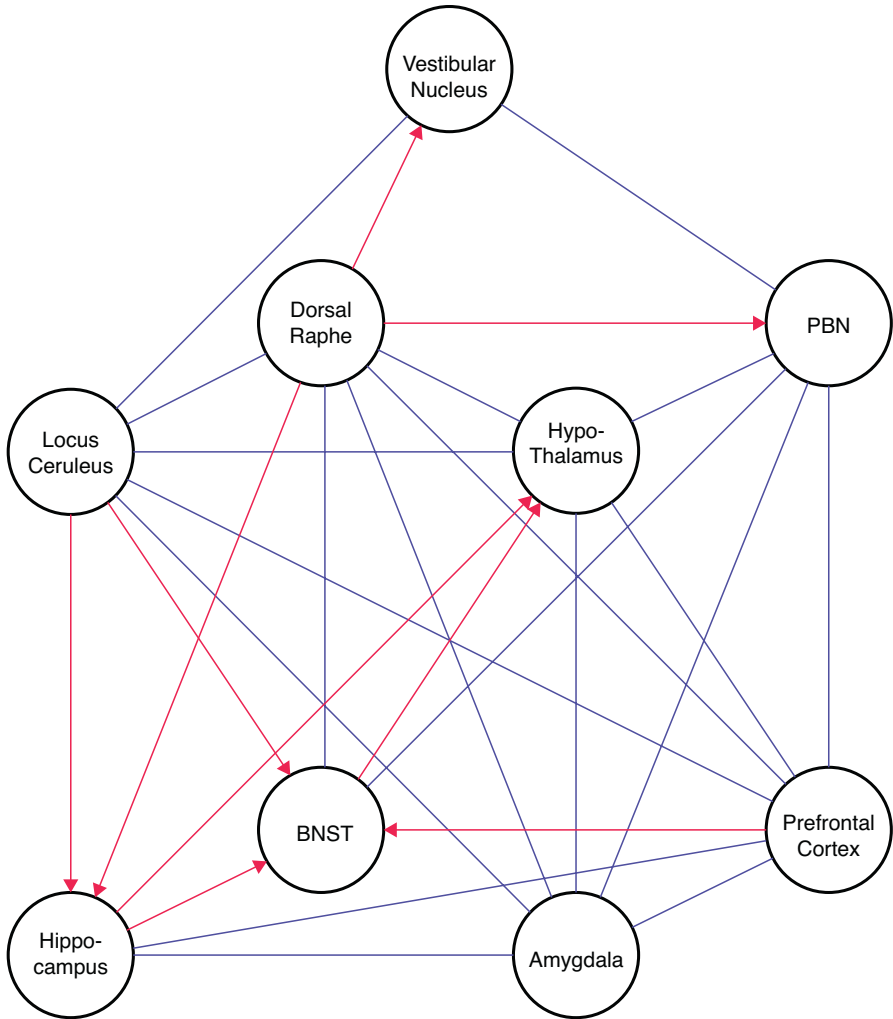 Vestibular
Nucleus
Dorsal
Raphe
PBN
Locus
Ceruleus
Hypo-
Thalamus
BNST
Prefrontal
Cortex
Hippo-
campus
Amygdala